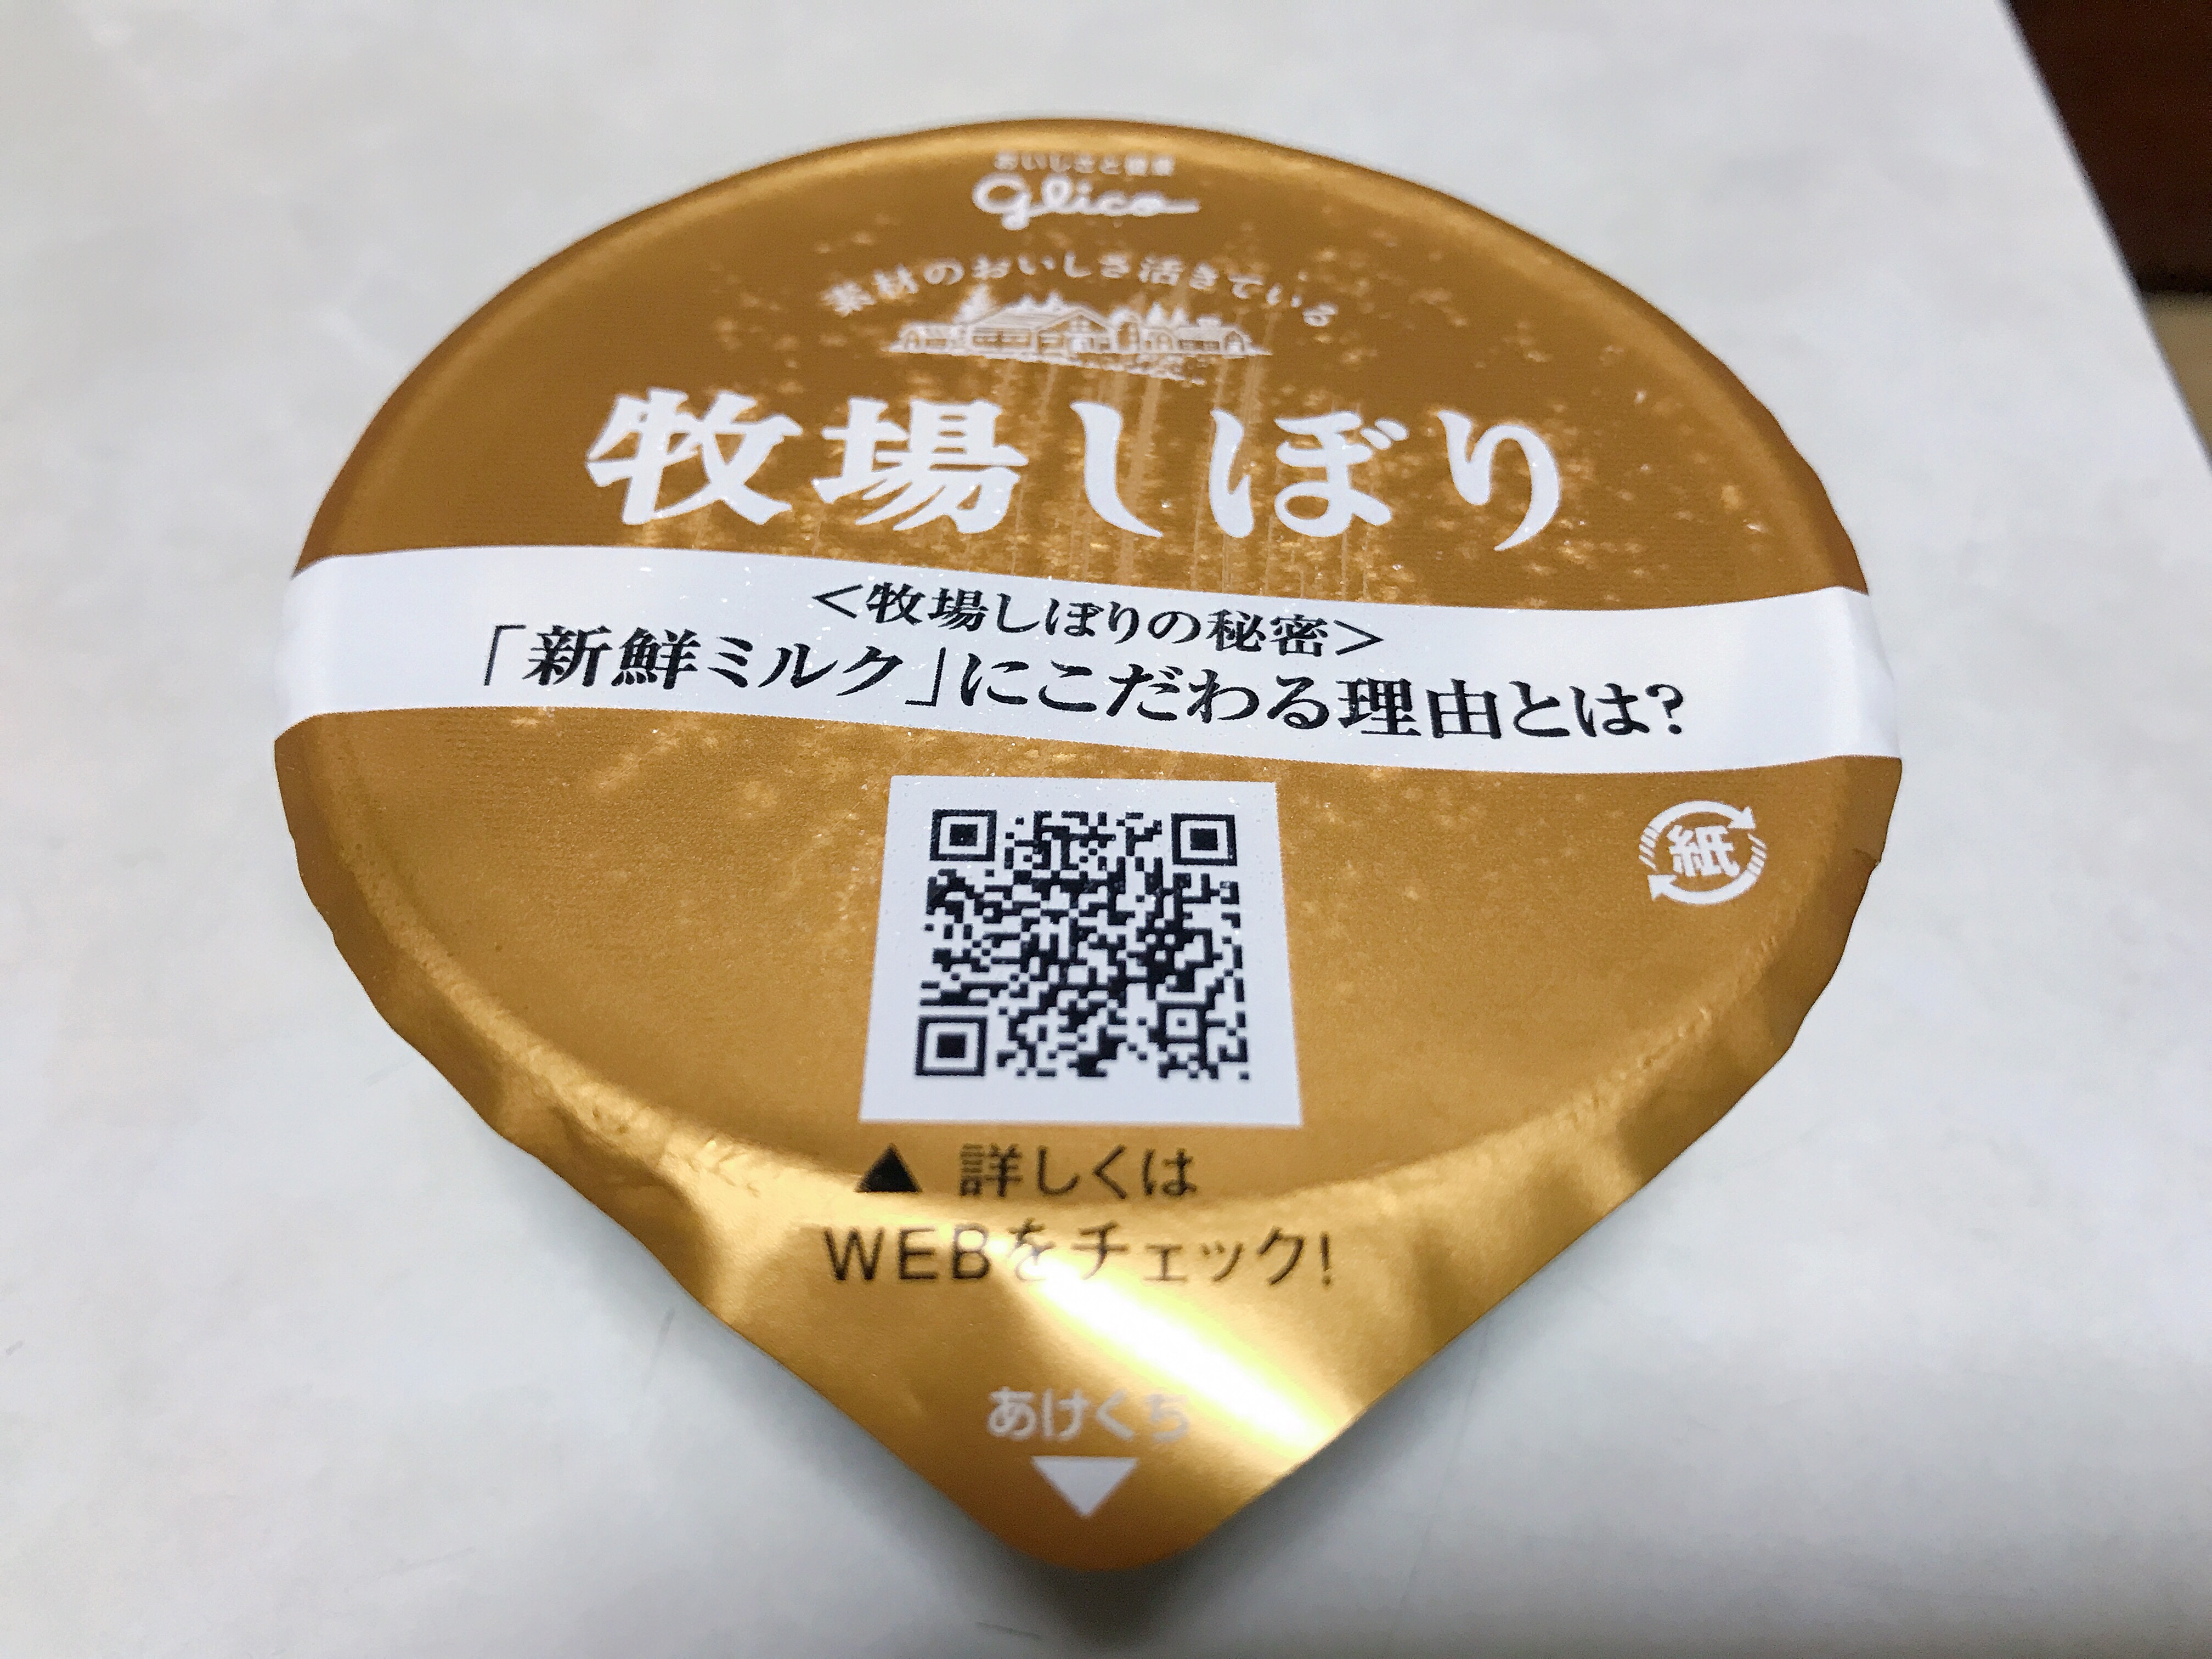 おいしさと健康
Glico
素材のおいしさ活きている
牧場しぼり
<牧場しぼりの秘密>
「新鮮ミルク」にこだわる理由とは?
紙
▲ 詳しくは
WEBをチェック!
あけくち
▼